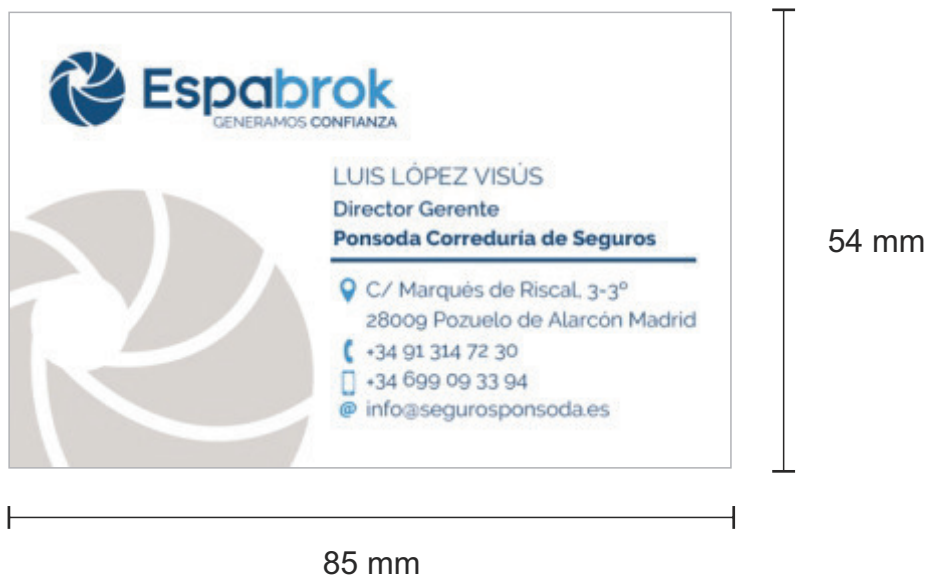 Espabrok
GENERAMOS CONFIANZA
LUIS LÓPEZ VISÚS
Director Gerente
Ponsoda Correduría de Seguros
C/ Marqués de Riscal, 3-3º
28009 Pozuelo de Alarcón Madrid
+34 91 314 72 30
+34 699 09 33 94
@ info@segurosponsoda.es
54 mm
85 mm